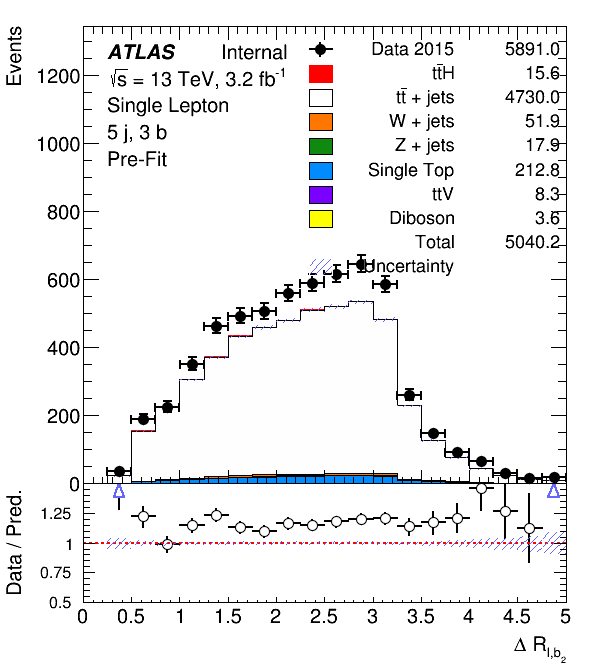 Events
ATLAS Internal
√s = 13 TeV, 3.2 fb⁻¹
Single Lepton
5 j, 3 b
Pre-Fit
Data 2015 5891.0
tt̄H 15.6
tt̄ + jets 4730.0
W + jets 51.9
Z + jets 17.9
Single Top 212.8
ttV 8.3
Diboson 3.6
Total 5040.2
Uncertainty
1200
1000
800
600
400
200
0
Data / Pred.
1.25
1
0.75
0.5
0 0.5 1 1.5 2 2.5 3 3.5 4 4.5 5
Δ R_{l,b_2}